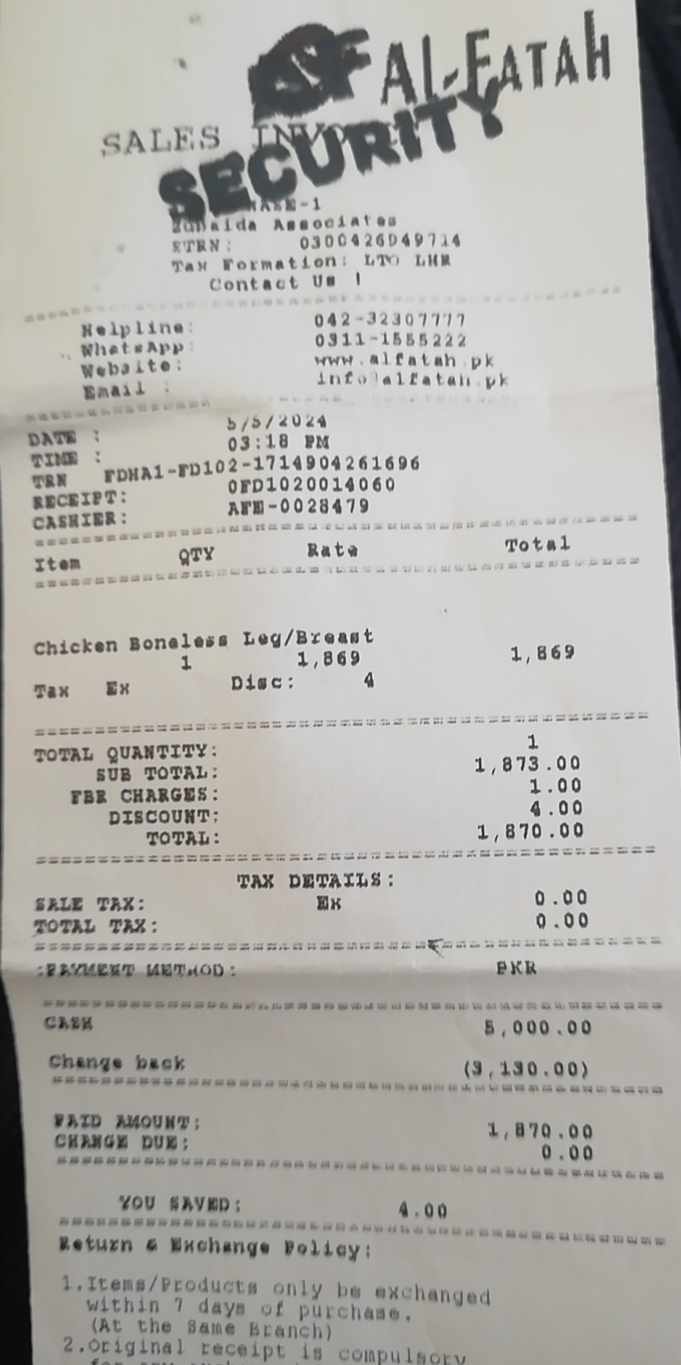 AF Al-Fatah
SALES
SECURITY
Zubaida Associates
STRN: 0300426049714
Tax Formation: LTO LHR
Contact Us !
Helpline: 042-32307777
WhatsApp: 0311-1555222
Website: www.alfatah.pk
Email : info@alfatah.pk
DATE : 5/5/2024
TIME : 03:18 PM
TRN FDHA1-FD102-1714904261696
RECEIPT: 0FD1020014060
CASHIER: AFE-0028479
Item QTY Rate Total
Chicken Boneless Leg/Breast
1 1,869 1,869
Tax Ex Disc: 4
TOTAL QUANTITY: 1
SUB TOTAL: 1,873.00
FBR CHARGES: 1.00
DISCOUNT: 4.00
TOTAL: 1,870.00
TAX DETAILS:
SALE TAX: Ex 0.00
TOTAL TAX: 0.00
:PAYMENT METHOD: PKR
CASH 5,000.00
Change back (3,130.00)
PAID AMOUNT: 1,870.00
CHANGE DUE: 0.00
YOU SAVED: 4.00
Return & Exchange Policy:
1.Items/Products only be exchanged
within 7 days of purchase.
(At the Same Branch)
2.Original receipt is compulsory